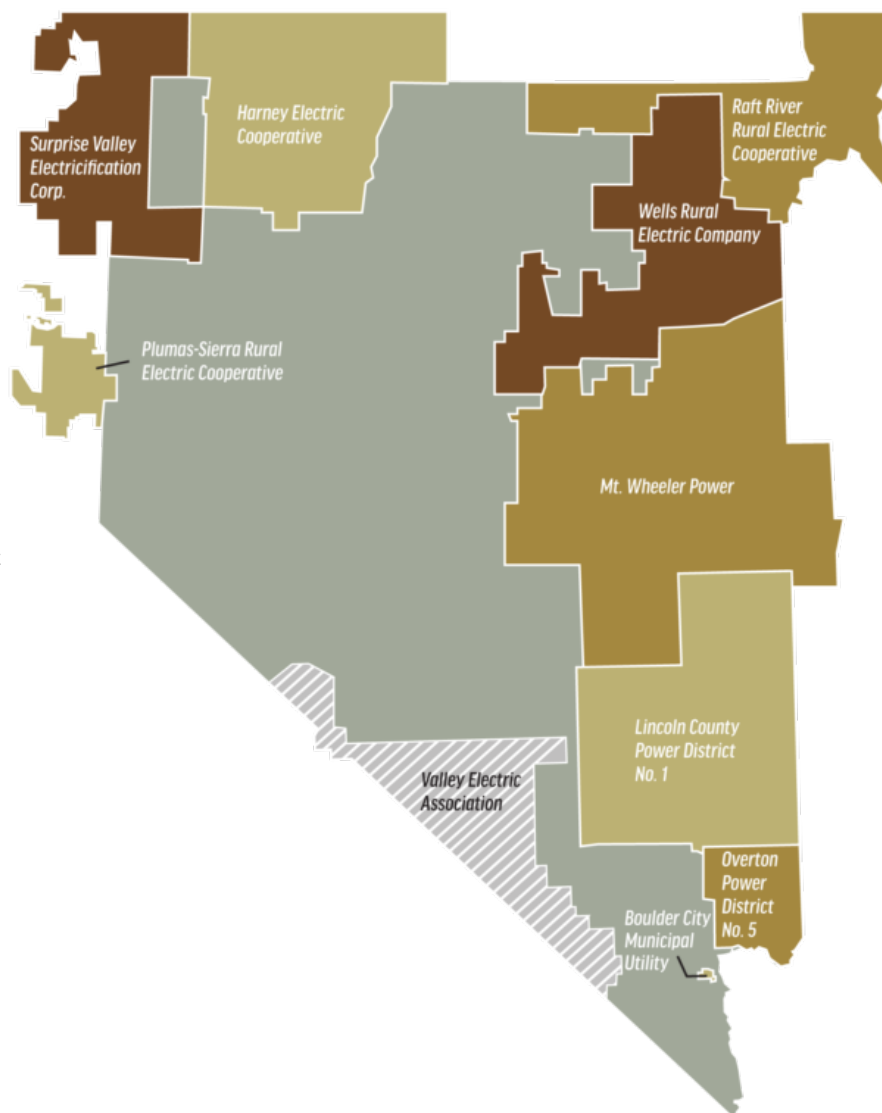 Harney Electric
Cooperative
Raft River
Rural Electric
Cooperative
Surprise Valley
Electricification
Corp.
Wells Rural
Electric Company
Plumas-Sierra Rural
Electric Cooperative
Mt. Wheeler Power
Lincoln County
Power District
No. 1
Valley Electric
Association
Overton
Power
District
No. 5
Boulder City
Municipal
Utility